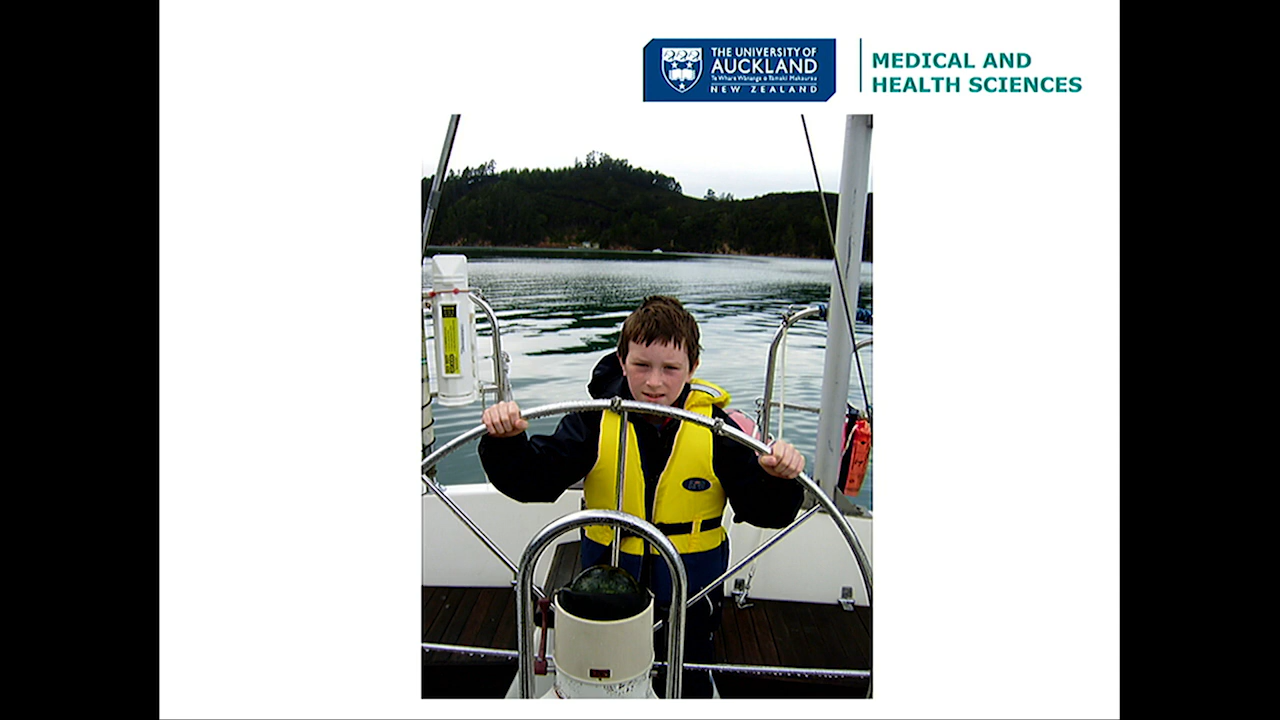 THE UNIVERSITY OF
AUCKLAND
Te Whare Wānanga o Tāmaki Makaurau
NEW ZEALAND
MEDICAL AND
HEALTH SCIENCES